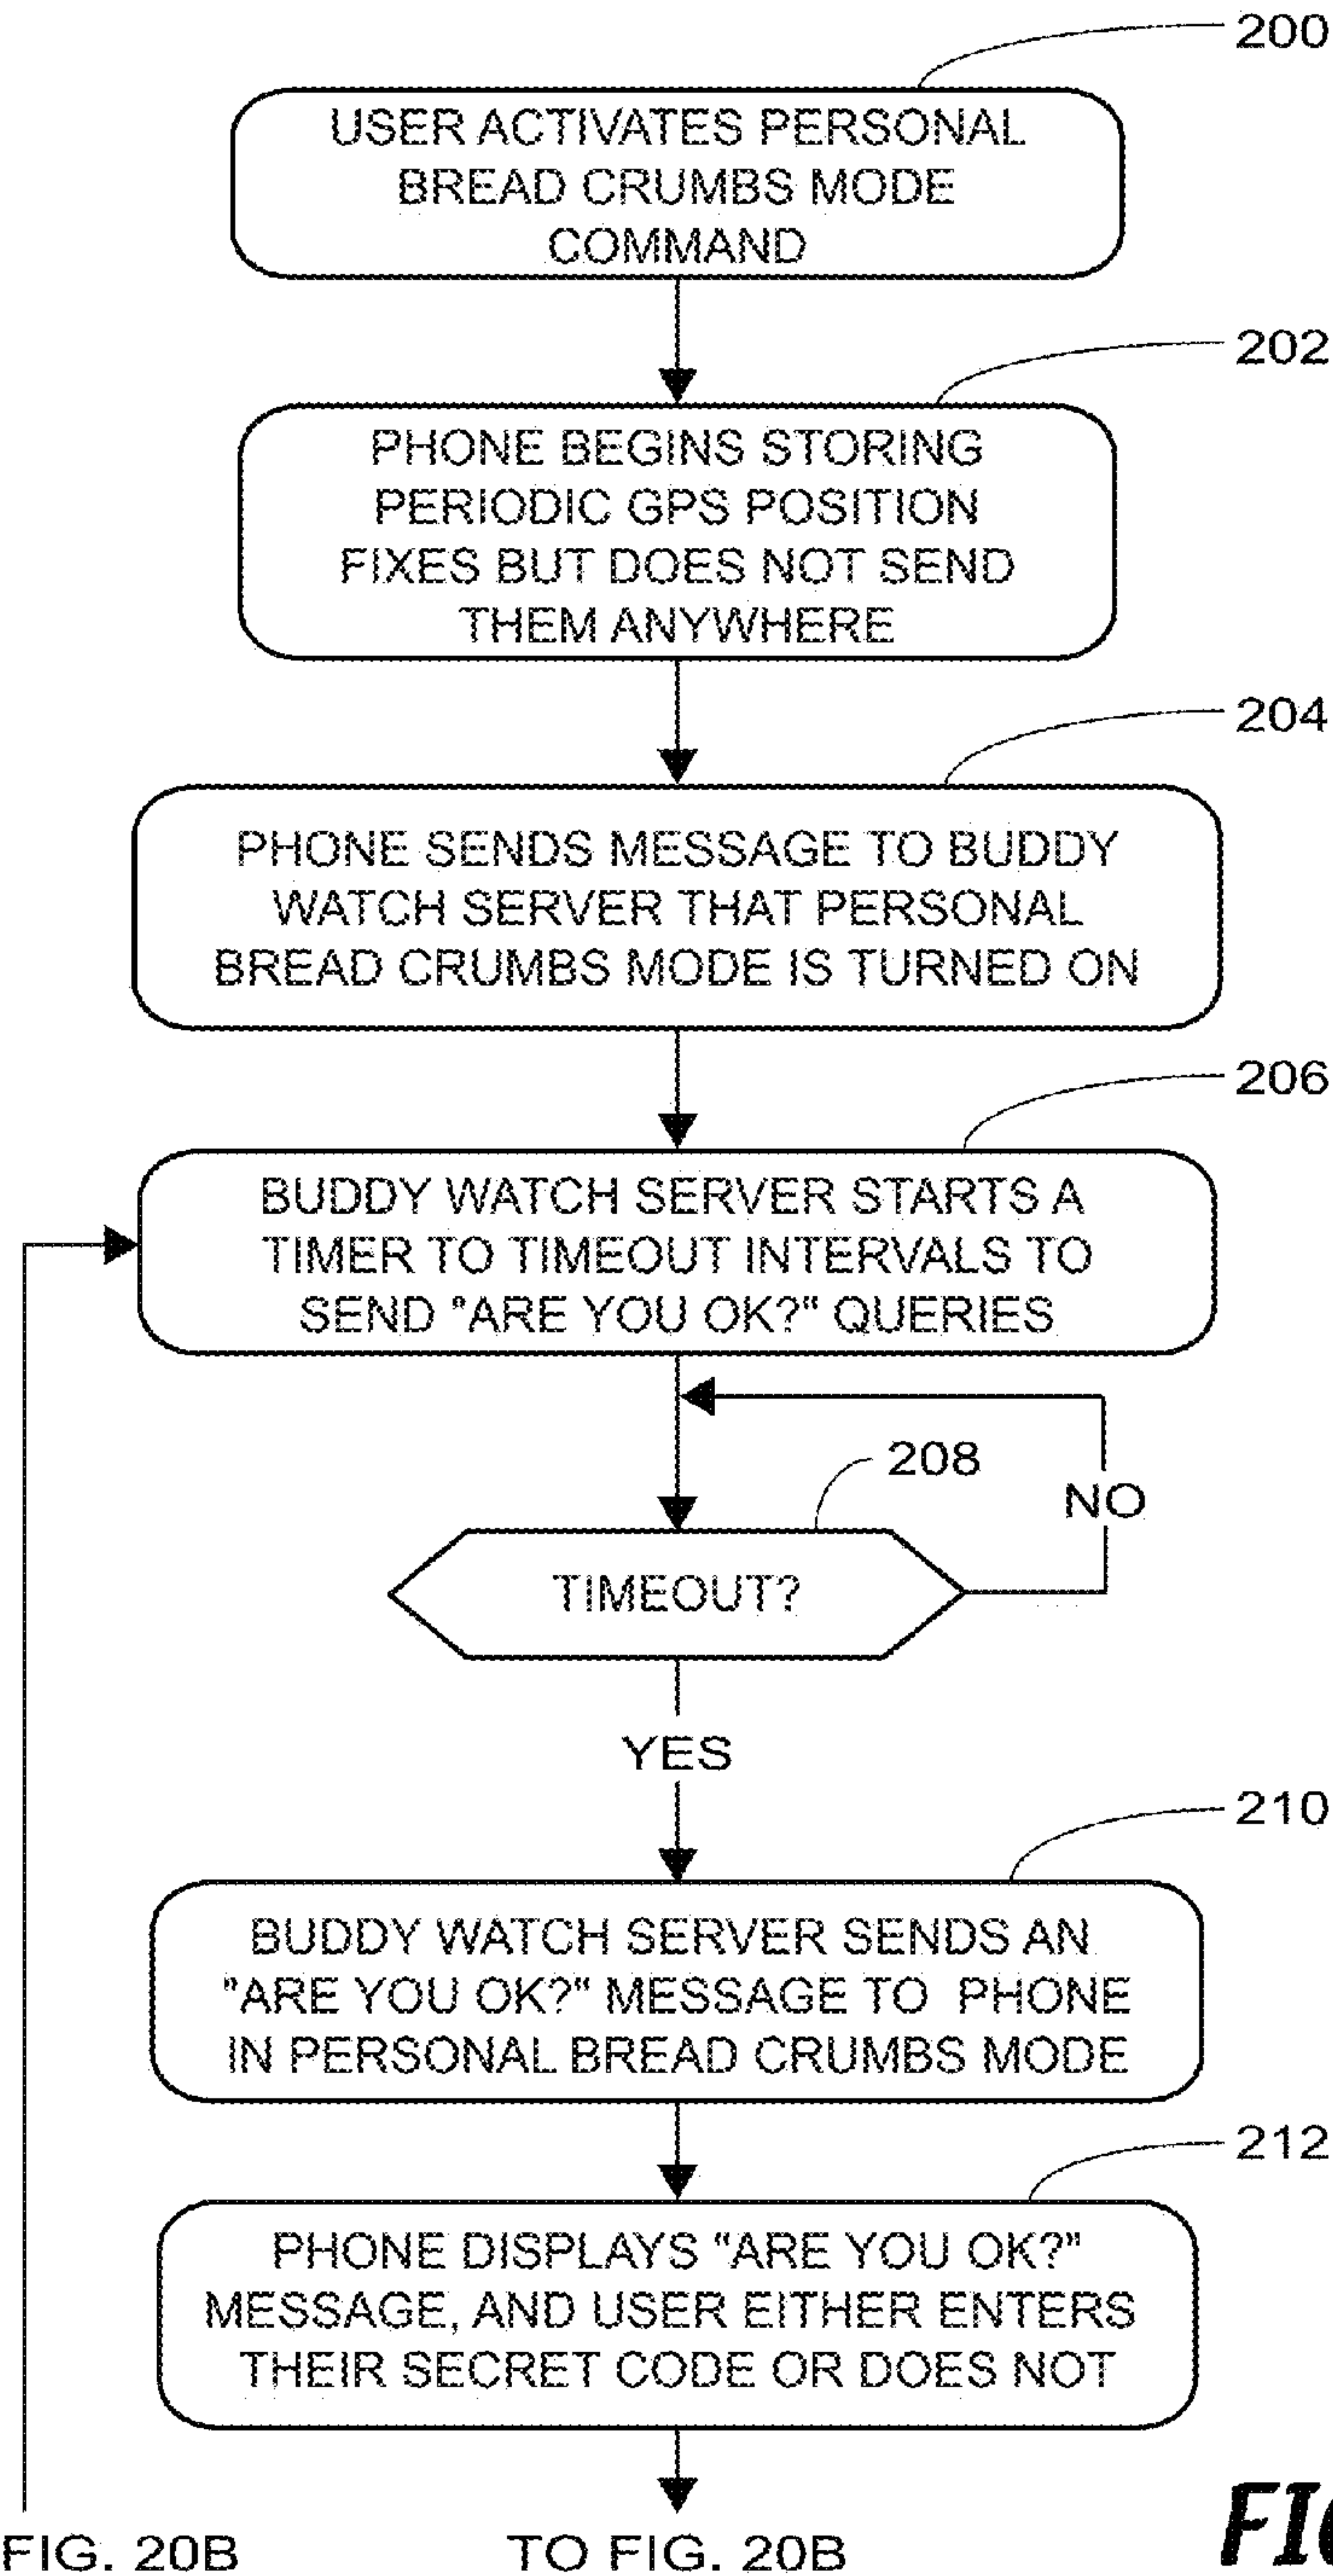 200
USER ACTIVATES PERSONAL
BREAD CRUMBS MODE
COMMAND
202
PHONE BEGINS STORING
PERIODIC GPS POSITION
FIXES BUT DOES NOT SEND
THEM ANYWHERE
204
PHONE SENDS MESSAGE TO BUDDY
WATCH SERVER THAT PERSONAL
BREAD CRUMBS MODE IS TURNED ON
206
BUDDY WATCH SERVER STARTS A
TIMER TO TIMEOUT INTERVALS TO
SEND "ARE YOU OK?" QUERIES
208
NO
TIMEOUT?
YES
210
BUDDY WATCH SERVER SENDS AN
"ARE YOU OK?" MESSAGE TO PHONE
IN PERSONAL BREAD CRUMBS MODE
212
PHONE DISPLAYS "ARE YOU OK?"
MESSAGE, AND USER EITHER ENTERS
THEIR SECRET CODE OR DOES NOT
FIG. 20B
TO FIG. 20B